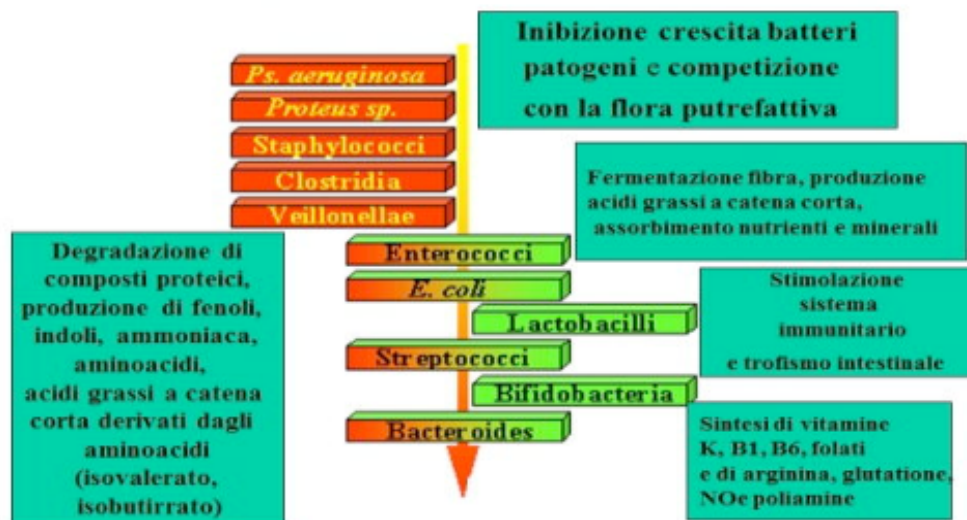 Inibizione crescita batteri
patogeni e competizione
con la flora putrefattiva
Ps. aeruginosa
Proteus sp.
Staphylococci
Clostridia
Veillonellae
Fermentazione fibra, produzione
acidi grassi a catena corta,
assorbimento nutrienti e minerali
Degradazione di
composti proteici,
produzione di fenoli,
indoli, ammoniaca,
aminoacidi,
acidi grassi a catena
corta derivati dagli
aminoacidi
(isovalerato,
isobutirrato)
Enterococci
E. coli
Lactobacilli
Streptococci
Bifidobacteria
Bacteroides
Stimolazione
sistema
immunitario
e trofismo intestinale
Sintesi di vitamine
K, B1, B6, folati
e di arginina, glutatione,
NOe poliamine